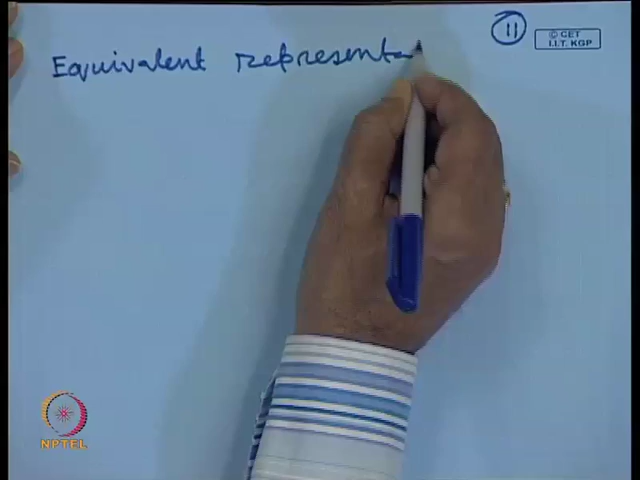 Equivalent representa
11
© CET
I.I.T. KGP
NPTEL